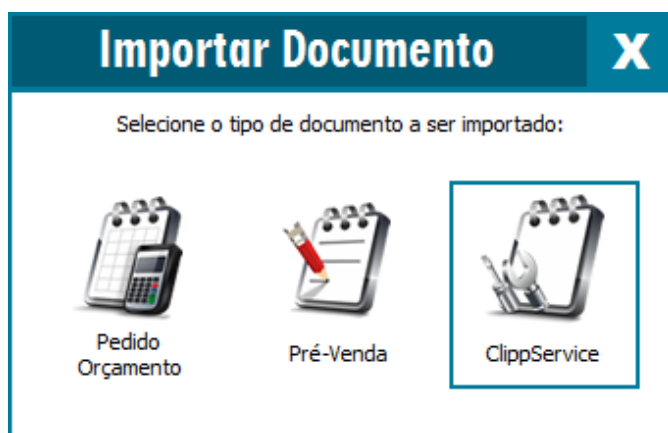 Importar Documento X
Selecione o tipo de documento a ser importado:
Pedido
Orçamento
Pré-Venda
ClippService